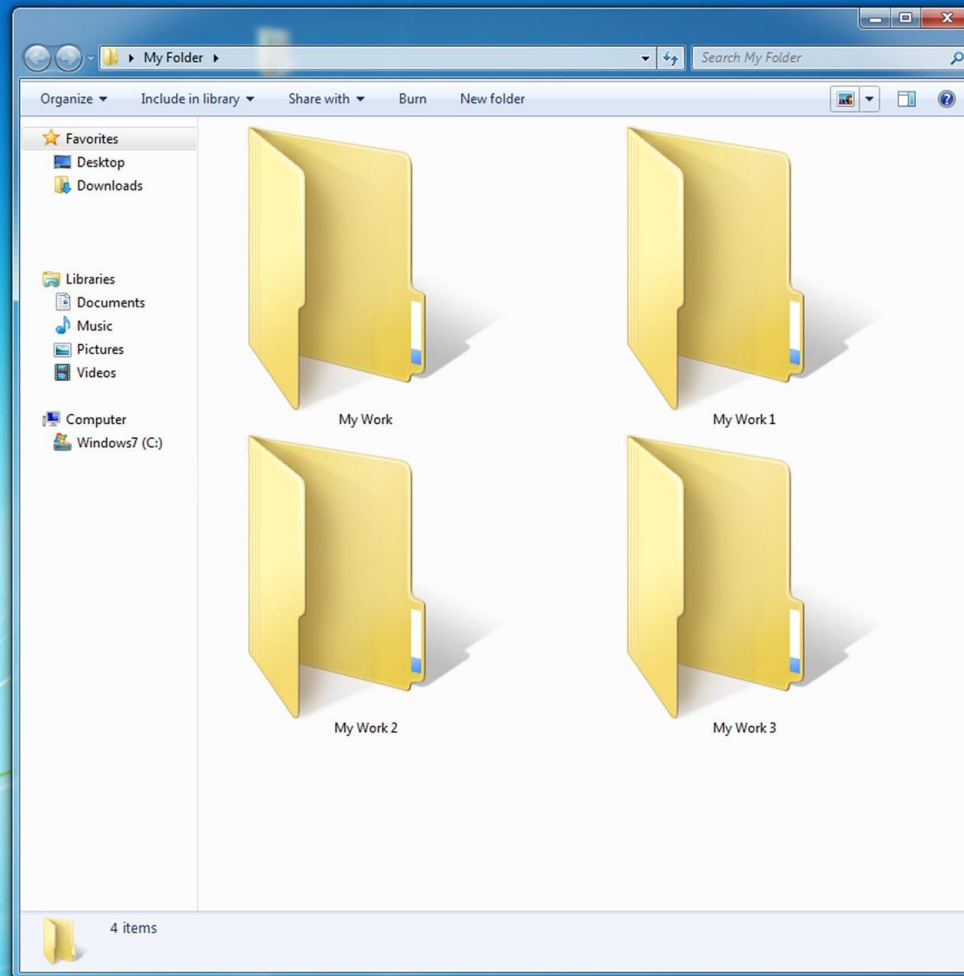 My Folder
Search My Folder
Organize Include in library Share with Burn New folder
Favorites
Desktop
Downloads
Libraries
Documents
Music
Pictures
Videos
Computer
Windows7 (C:)
My Work
My Work 1
My Work 2
My Work 3
4 items